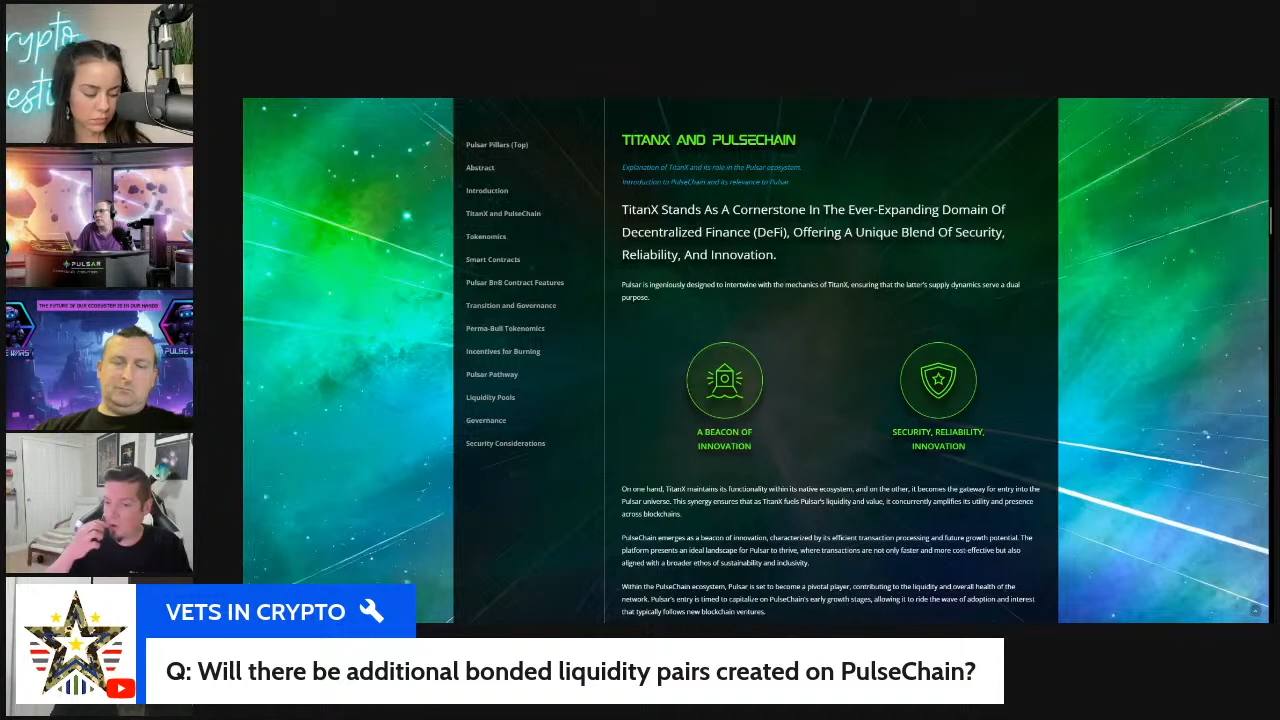 crypto
esti
PULSAR
THE FUTURE OF OUR ECOSYSTEM IS IN OUR HANDS
E WARS
PULSE W
Pulsar Pillars (Top)
Abstract
Introduction
TitanX and PulseChain
Tokenomics
Smart Contracts
Pulsar BnB Contract Features
Transition and Governance
Perma-Bull Tokenomics
Incentives for Burning
Pulsar Pathway
Liquidity Pools
Governance
Security Considerations
TITANX AND PULSECHAIN
Explanation of TitanX and its role in the Pulsar ecosystem.
Introduction to PulseChain and its relevance to Pulsar.
TitanX Stands As A Cornerstone In The Ever-Expanding Domain Of
Decentralized Finance (DeFi), Offering A Unique Blend Of Security,
Reliability, And Innovation.
Pulsar is ingeniously designed to intertwine with the mechanics of TitanX, ensuring that the latter's supply dynamics serve a dual
purpose.
A BEACON OF
INNOVATION
SECURITY, RELIABILITY,
INNOVATION
On one hand, TitanX maintains its functionality within its native ecosystem, and on the other, it becomes the gateway for entry into the
Pulsar universe. This synergy ensures that as TitanX fuels Pulsar's liquidity and value, it concurrently amplifies its utility and presence
across blockchains.
PulseChain emerges as a beacon of innovation, characterized by its efficient transaction processing and future growth potential. The
platform presents an ideal landscape for Pulsar to thrive, where transactions are not only faster and more cost-effective but also
aligned with a broader ethos of sustainability and inclusivity.
Within the PulseChain ecosystem, Pulsar is set to become a pivotal player, contributing to the liquidity and overall health of the
network. Pulsar's entry is timed to capitalize on PulseChain's early growth stages, allowing it to ride the wave of adoption and interest
that typically follows new blockchain ventures.
VETS IN CRYPTO
Q: Will there be additional bonded liquidity pairs created on PulseChain?